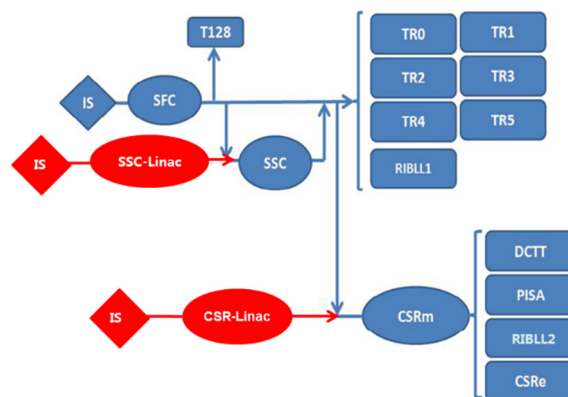 T128
TR0
TR1
IS
SFC
TR2
TR3
TR4
TR5
IS
SSC-Linac
SSC
RIBLL1
DCTT
PISA
IS
CSR-Linac
CSRm
RIBLL2
CSRe